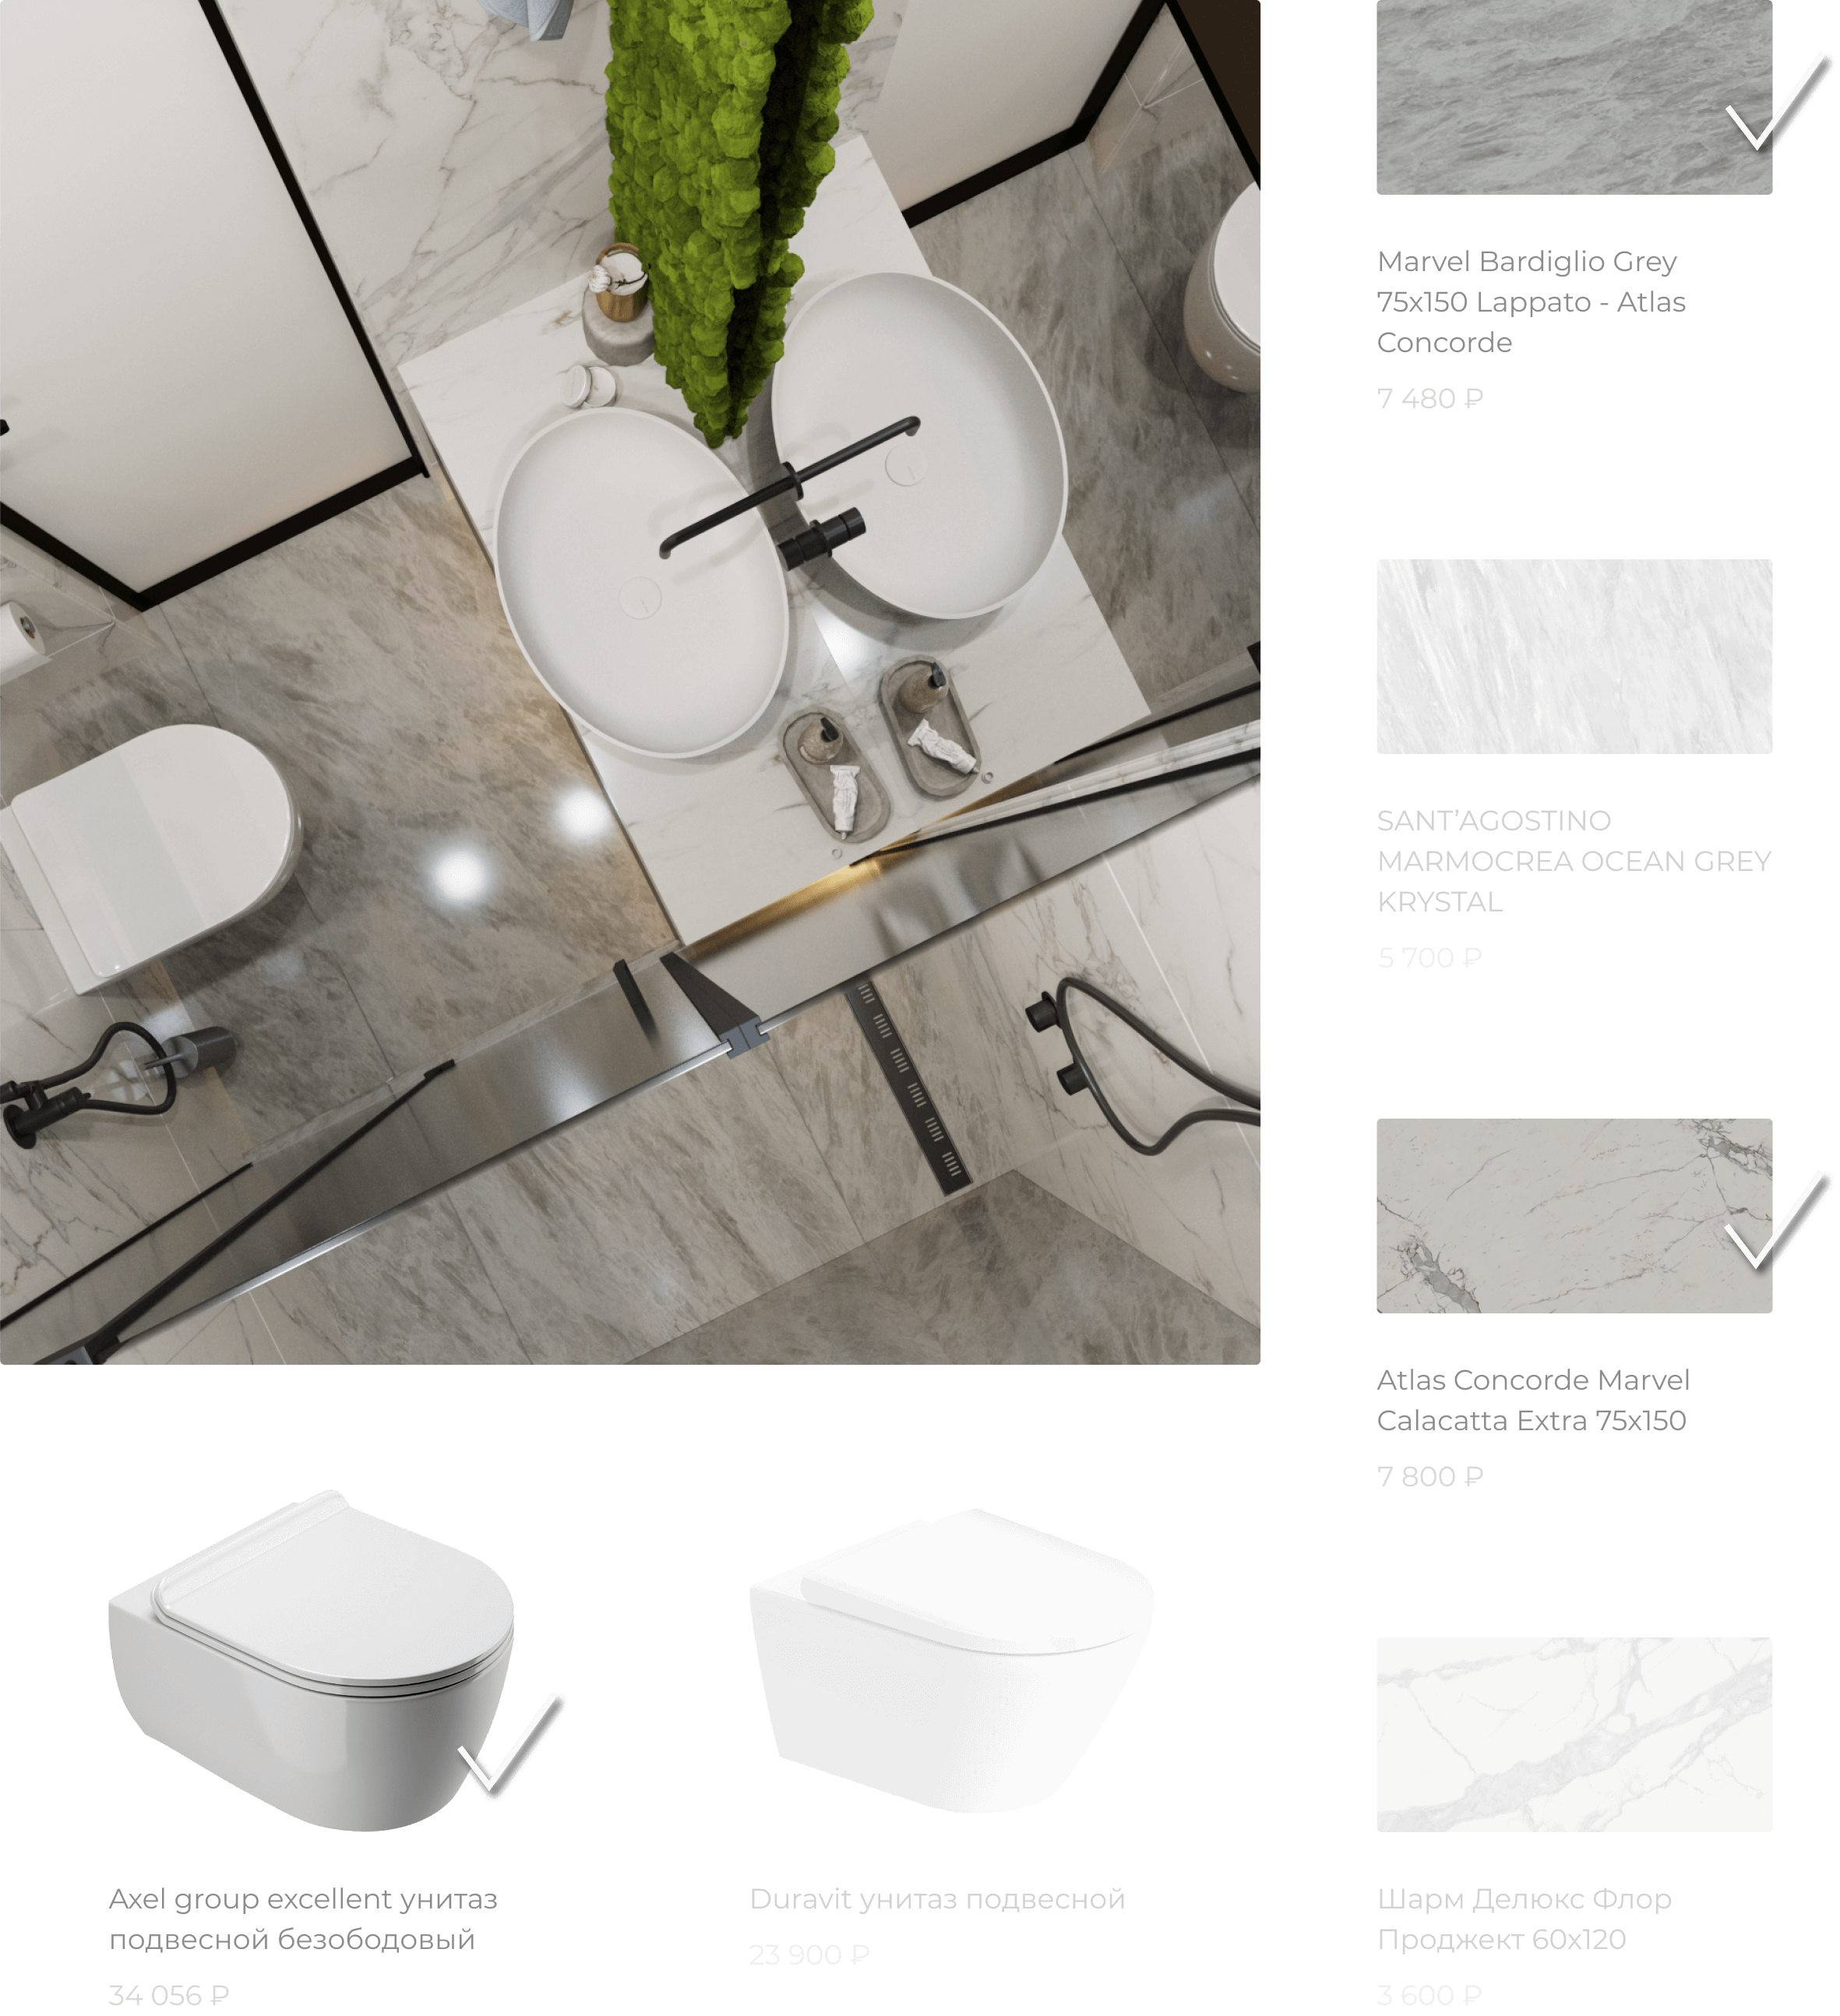 Marvel Bardiglio Grey
75x150 Lappato - Atlas
Concorde
7 480 ₽
SANT’AGOSTINO
MARMOCREA OCEAN GREY
KRYSTAL
5 700 ₽
Atlas Concorde Marvel
Calacatta Extra 75x150
7 800 ₽
Axel group excellent унитаз
подвесной безободовый
34 056 ₽
Duravit унитаз подвесной
23 900 ₽
Шарм Делюкс Флор
Проджект 60x120
3 600 ₽